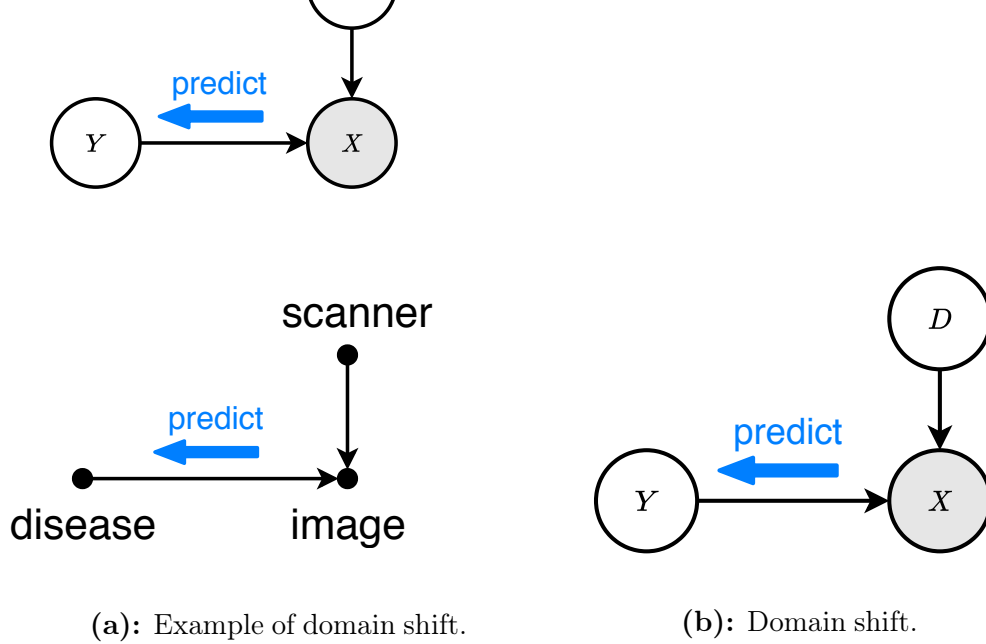 predict
Y
X
scanner
predict
disease
image
D
predict
Y
X
(a): Example of domain shift.
(b): Domain shift.